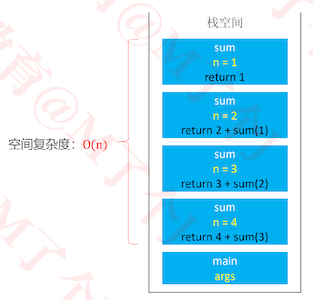 栈空间
sum
n = 1
return 1
sum
n = 2
return 2 + sum(1)
空间复杂度：O(n)
sum
n = 3
return 3 + sum(2)
sum
n = 4
return 4 + sum(3)
main
args